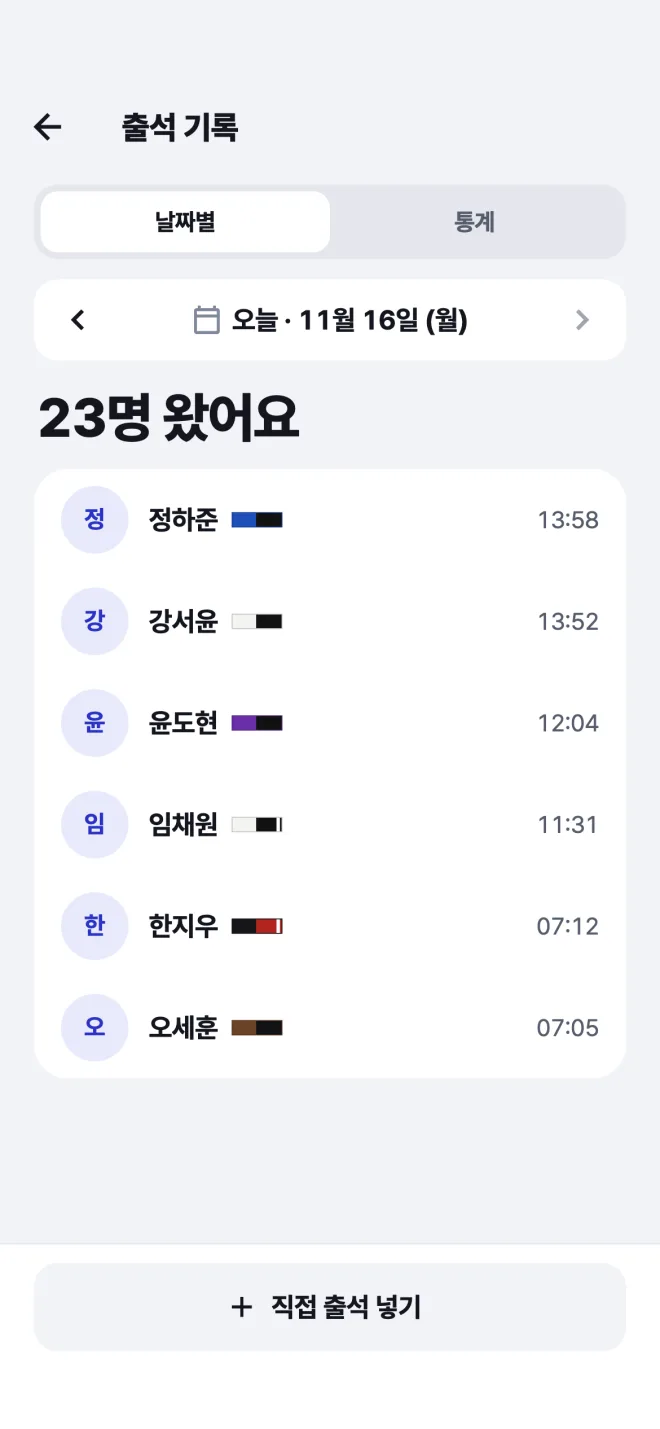 출석 기록
날짜별 통계
오늘 · 11월 16일 (월)
23명 왔어요
정 정하준 13:58
강 강서윤 13:52
윤 윤도현 12:04
임 임채원 11:31
한 한지우 07:12
오 오세훈 07:05
+ 직접 출석 넣기